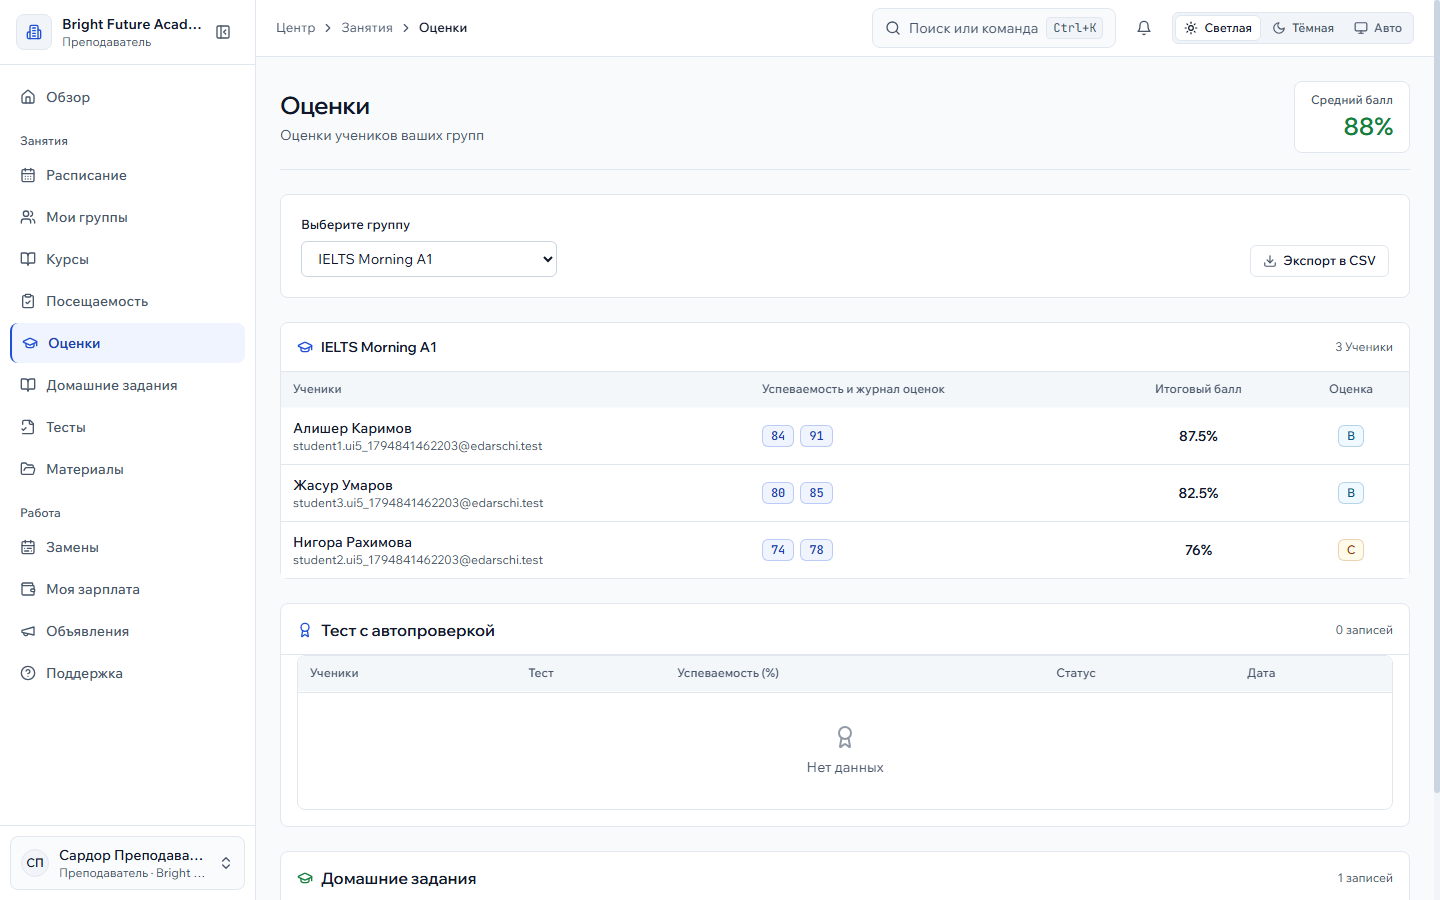 Bright Future Acad...
Преподаватель
Обзор
Занятия
Расписание
Мои группы
Курсы
Посещаемость
Оценки
Домашние задания
Тесты
Материалы
Работа
Замены
Моя зарплата
Объявления
Поддержка
СП
Сардор Преподава...
Преподаватель · Bright ...
Центр > Занятия > Оценки
Поиск или команда Ctrl+K
Светлая Тёмная Авто
Оценки
Оценки учеников ваших групп
Средний балл
88%
Выберите группу
IELTS Morning A1
Экспорт в CSV
IELTS Morning A1 3 Ученики
Ученики Успеваемость и журнал оценок Итоговый балл Оценка
Алишер Каримов
student1.ui5_1794841462203@edarschi.test
84 91 87.5% B
Жасур Умаров
student3.ui5_1794841462203@edarschi.test
80 85 82.5% B
Нигора Рахимова
student2.ui5_1794841462203@edarschi.test
74 78 76% C
Тест с автопроверкой 0 записей
Ученики Тест Успеваемость (%) Статус Дата
Нет данных
Домашние задания 1 записей